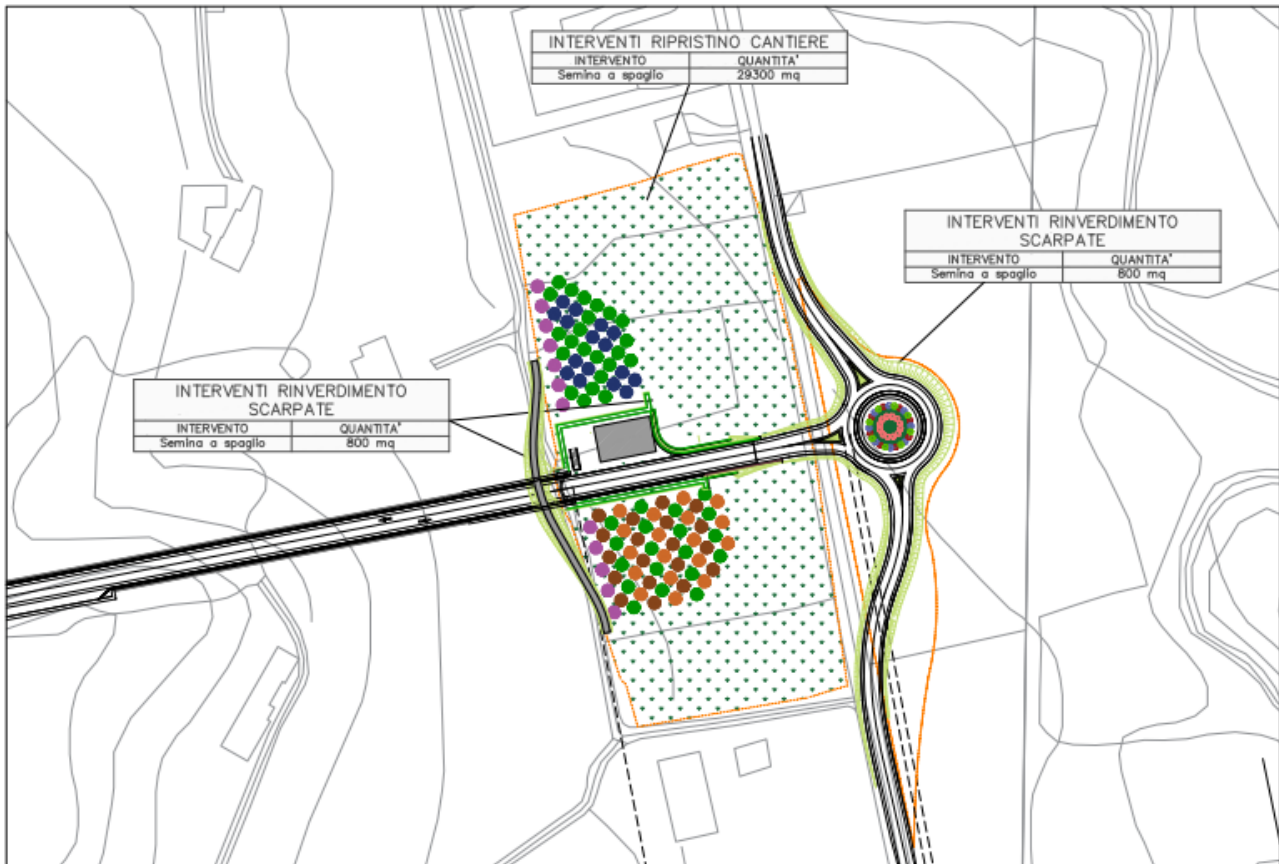 INTERVENTI RIPRISTINO CANTIERE
INTERVENTO QUANTITA'
Semina a spaglio 29300 mq
INTERVENTI RINVERDIMENTO
SCARPATE
INTERVENTO QUANTITA'
Semina a spaglio 800 mq
INTERVENTI RINVERDIMENTO
SCARPATE
INTERVENTO QUANTITA'
Semina a spaglio 800 mq